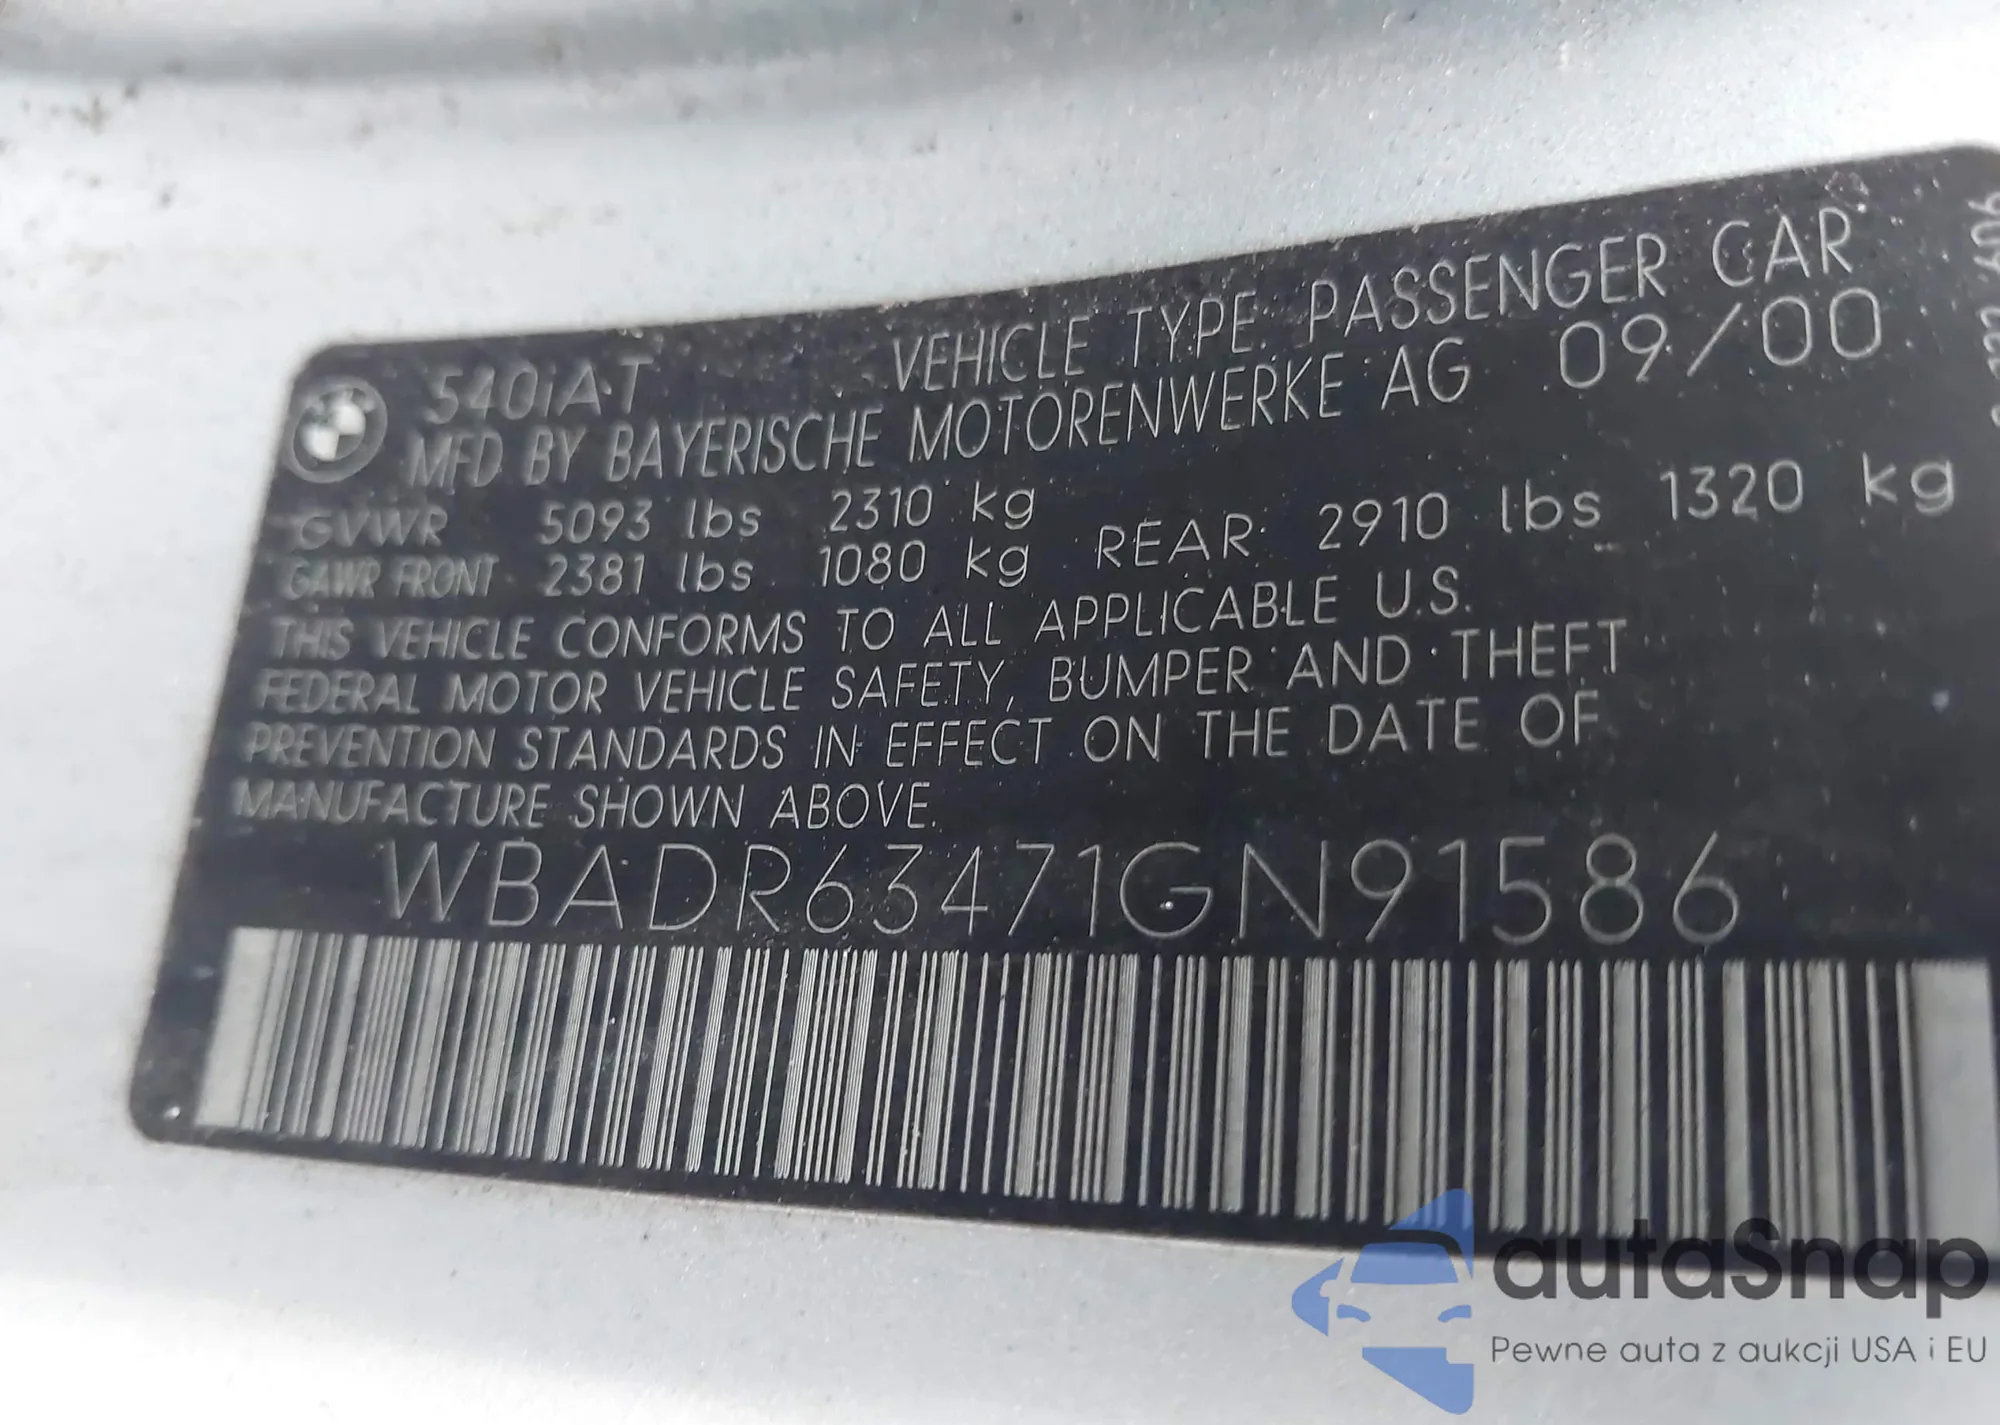 540iA·T VEHICLE TYPE: PASSENGER CAR
MFD BY BAYERISCHE MOTORENWERKE AG 09/00
GVWR 5093 lbs 2310 kg
GAWR FRONT 2381 lbs 1080 kg REAR: 2910 lbs 1320 kg
THIS VEHICLE CONFORMS TO ALL APPLICABLE U.S.
FEDERAL MOTOR VEHICLE SAFETY, BUMPER AND THEFT
PREVENTION STANDARDS IN EFFECT ON THE DATE OF
MANUFACTURE SHOWN ABOVE.
WBADR63471GN91586
autaSnap
Pewne auta z aukcji USA i EU